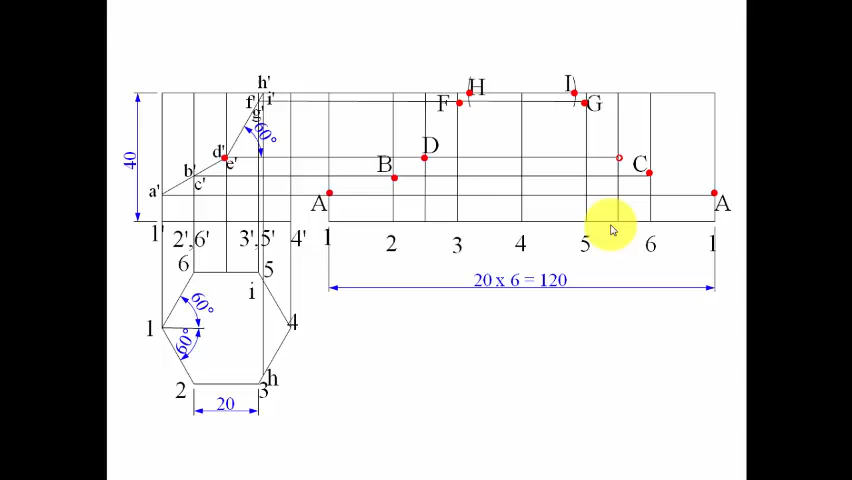 h'
H
I
f'
i'
F
G
g'
60°
40
d'
e'
D
b'
c'
B
C
a'
A
A
1'
2',6'
3',5'
4'
1
2
3
4
5
6
1
6
5
i
20 x 6 = 120
60°
1
4
60°
2
3
h
20